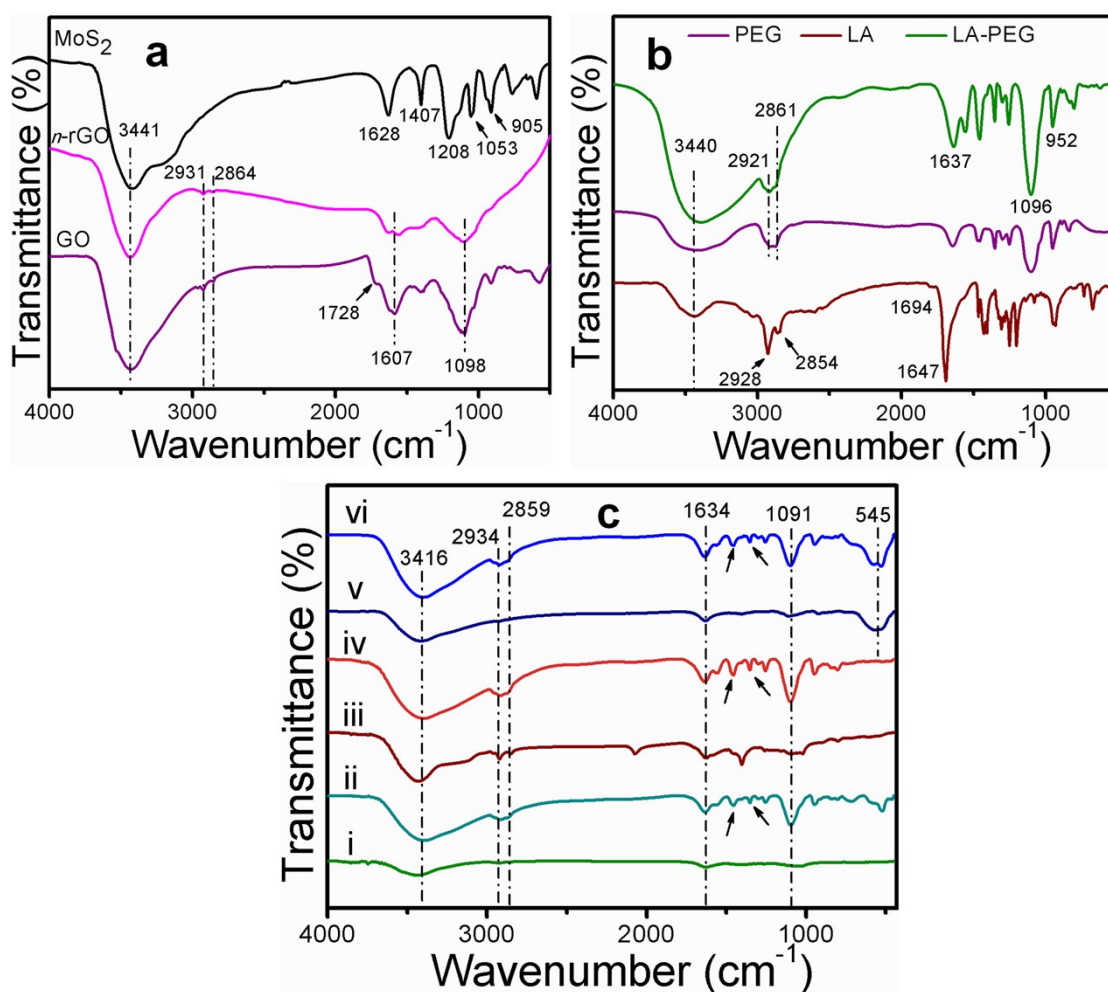 a
MoS2
3441
1628
1407
1208
1053
905
n-rGO
2931
2864
GO
1728
1607
1098
Transmittance (%)
4000 3000 2000 1000
Wavenumber (cm-1)
b
PEG LA LA-PEG
3440
2921
2861
1637
1096
952
1694
1647
2928
2854
Transmittance (%)
4000 3000 2000 1000
Wavenumber (cm-1)
c
vi
3416
2934
2859
1634
1091
545
v
iv
iii
ii
i
Transmittance (%)
4000 3000 2000 1000
Wavenumber (cm-1)